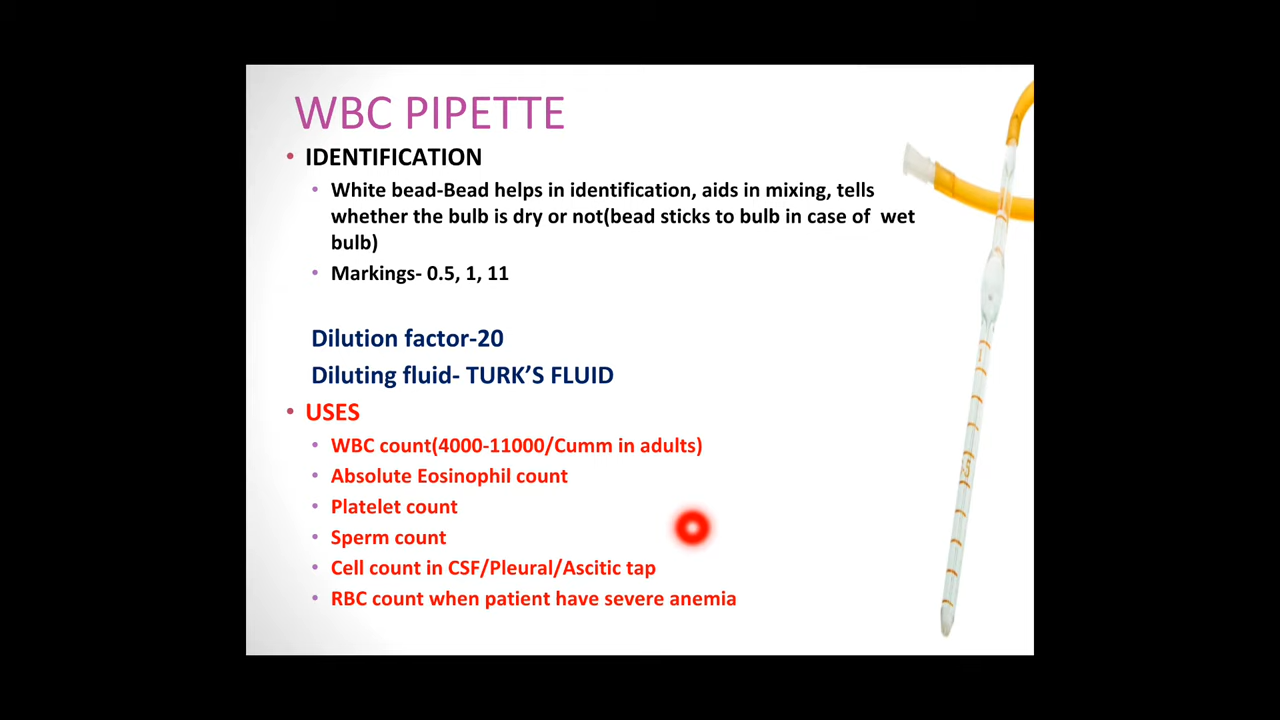 WBC PIPETTE
• IDENTIFICATION
• White bead-Bead helps in identification, aids in mixing, tells
whether the bulb is dry or not(bead sticks to bulb in case of wet
bulb)
• Markings- 0.5, 1, 11
Dilution factor-20
Diluting fluid- TURK’S FLUID
• USES
• WBC count(4000-11000/Cumm in adults)
• Absolute Eosinophil count
• Platelet count
• Sperm count
• Cell count in CSF/Pleural/Ascitic tap
• RBC count when patient have severe anemia